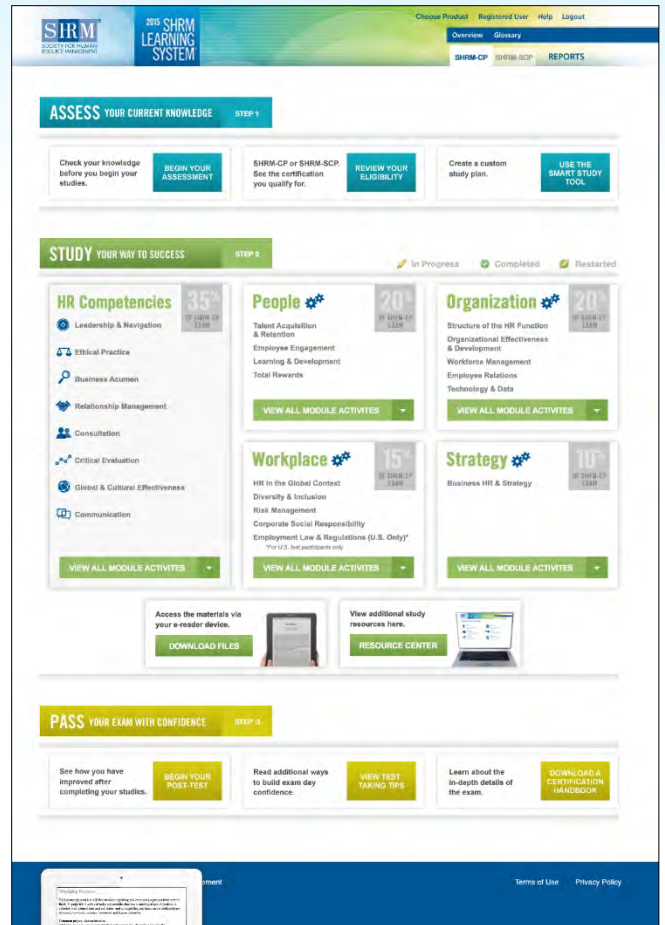 SHRM
SOCIETY FOR HUMAN
RESOURCE MANAGEMENT
2015 SHRM
LEARNING
SYSTEM
Choose Product Registered User Help Logout
Overview Glossary
SHRM-CP SHRM-SCP REPORTS
ASSESS YOUR CURRENT KNOWLEDGE STEP 1
Check your knowledge
before you begin your
studies.
BEGIN YOUR
ASSESSMENT
SHRM-CP or SHRM-SCP.
See the certification
you qualify for.
REVIEW YOUR
ELIGIBILITY
Create a custom
study plan.
USE THE
SMART STUDY
TOOL
STUDY YOUR WAY TO SUCCESS STEP 2
In Progress Completed Restarted
HR Competencies
35%
OF SHRM-CP
EXAM
Leadership & Navigation
Ethical Practice
Business Acumen
Relationship Management
Consultation
Critical Evaluation
Global & Cultural Effectiveness
Communication
VIEW ALL MODULE ACTIVITES
People
20%
OF SHRM-CP
EXAM
Talent Acquisition
& Retention
Employee Engagement
Learning & Development
Total Rewards
VIEW ALL MODULE ACTIVITES
Organization
20%
OF SHRM-CP
EXAM
Structure of the HR Function
Organizational Effectiveness
& Development
Workforce Management
Employee Relations
Technology & Data
VIEW ALL MODULE ACTIVITES
Workplace
15%
OF SHRM-CP
EXAM
HR in the Global Context
Diversity & Inclusion
Risk Management
Corporate Social Responsibility
Employment Law & Regulations (U.S. Only)*
*For U.S. test participants only
VIEW ALL MODULE ACTIVITES
Strategy
10%
OF SHRM-CP
EXAM
Business HR & Strategy
VIEW ALL MODULE ACTIVITES
Access the materials via
your e-reader device.
DOWNLOAD FILES
View additional study
resources here.
RESOURCE CENTER
PASS YOUR EXAM WITH CONFIDENCE STEP 3
See how you have
improved after
completing your studies.
BEGIN YOUR
POST-TEST
Read additional ways
to build exam day
confidence.
VIEW TEST
TAKING TIPS
Learn about the
in-depth details of
the exam.
DOWNLOAD A
CERTIFICATION
HANDBOOK
ement
Terms of Use Privacy Policy